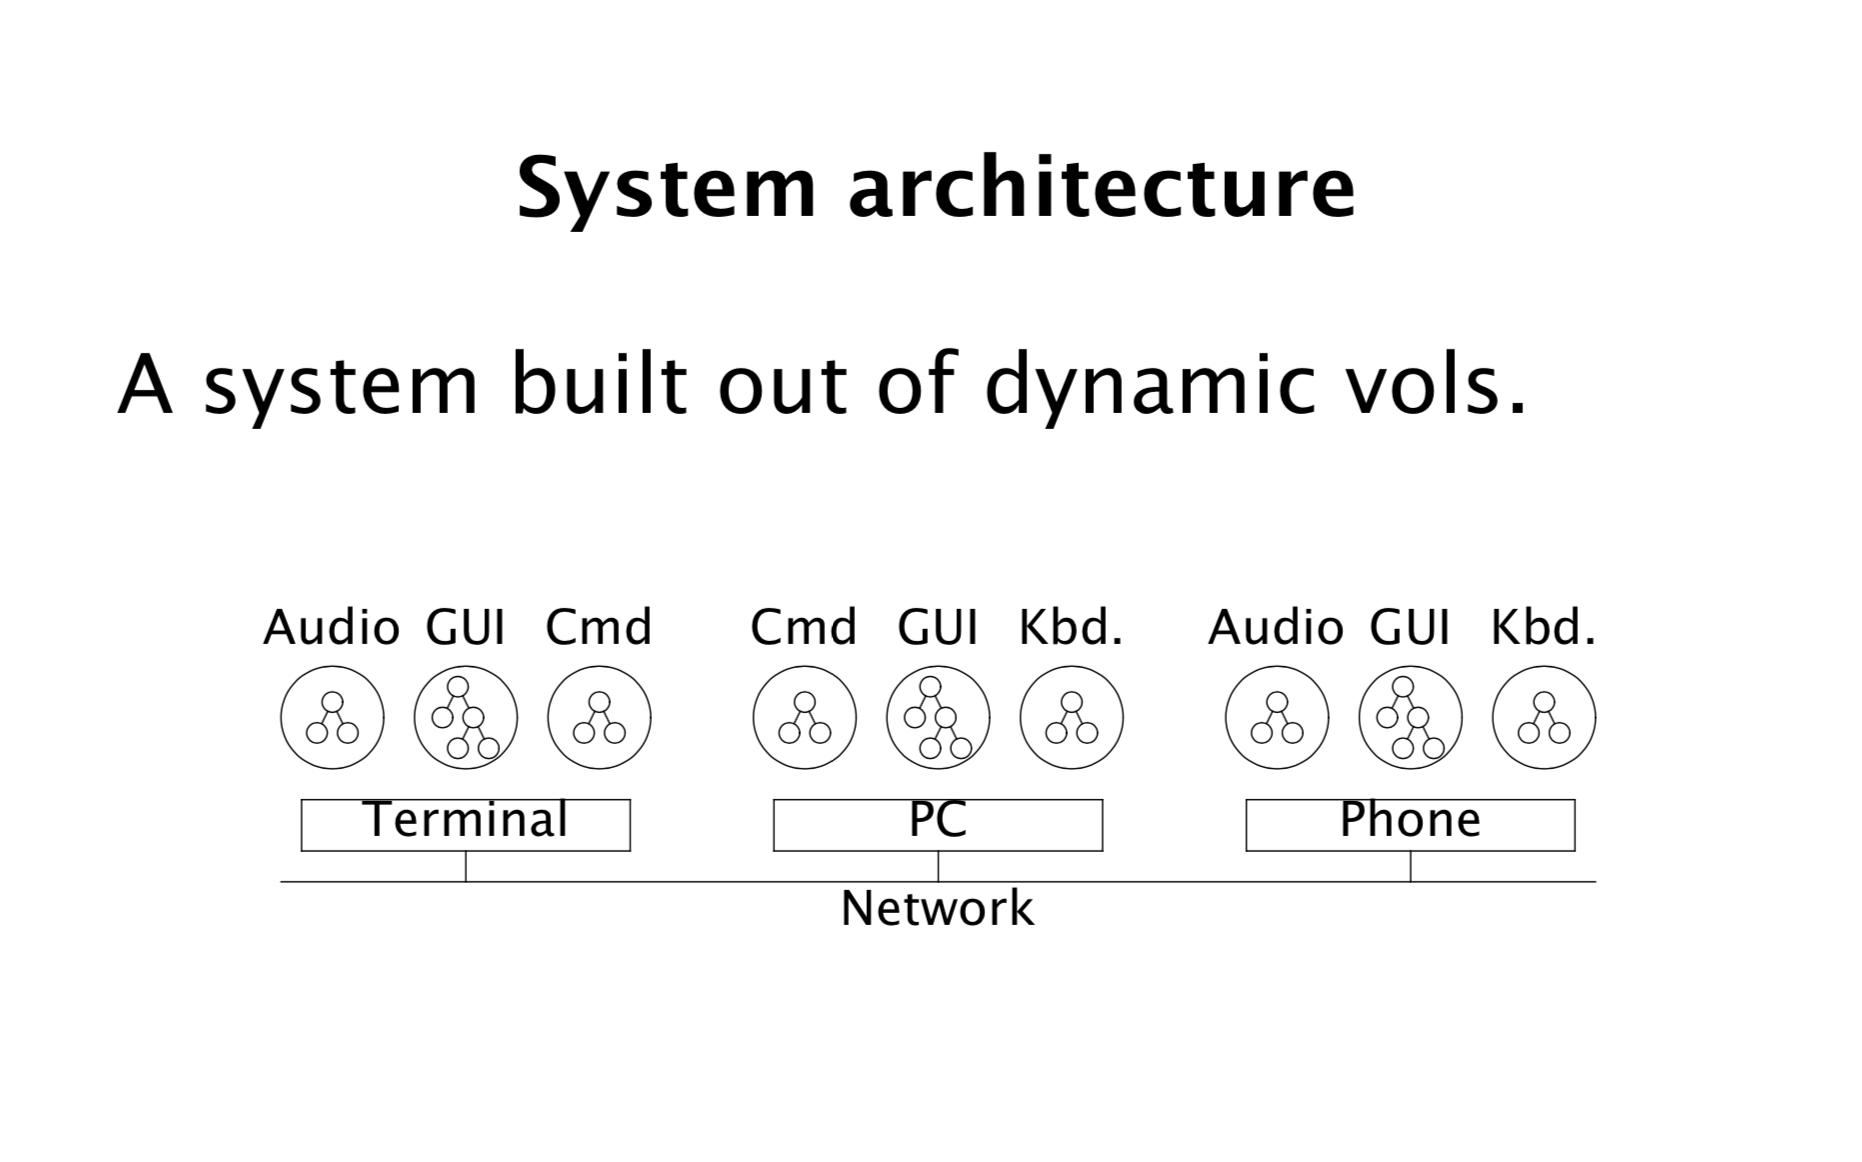 System architecture
A system built out of dynamic vols.
Audio GUI Cmd Cmd GUI Kbd. Audio GUI Kbd.
Terminal PC Phone
Network